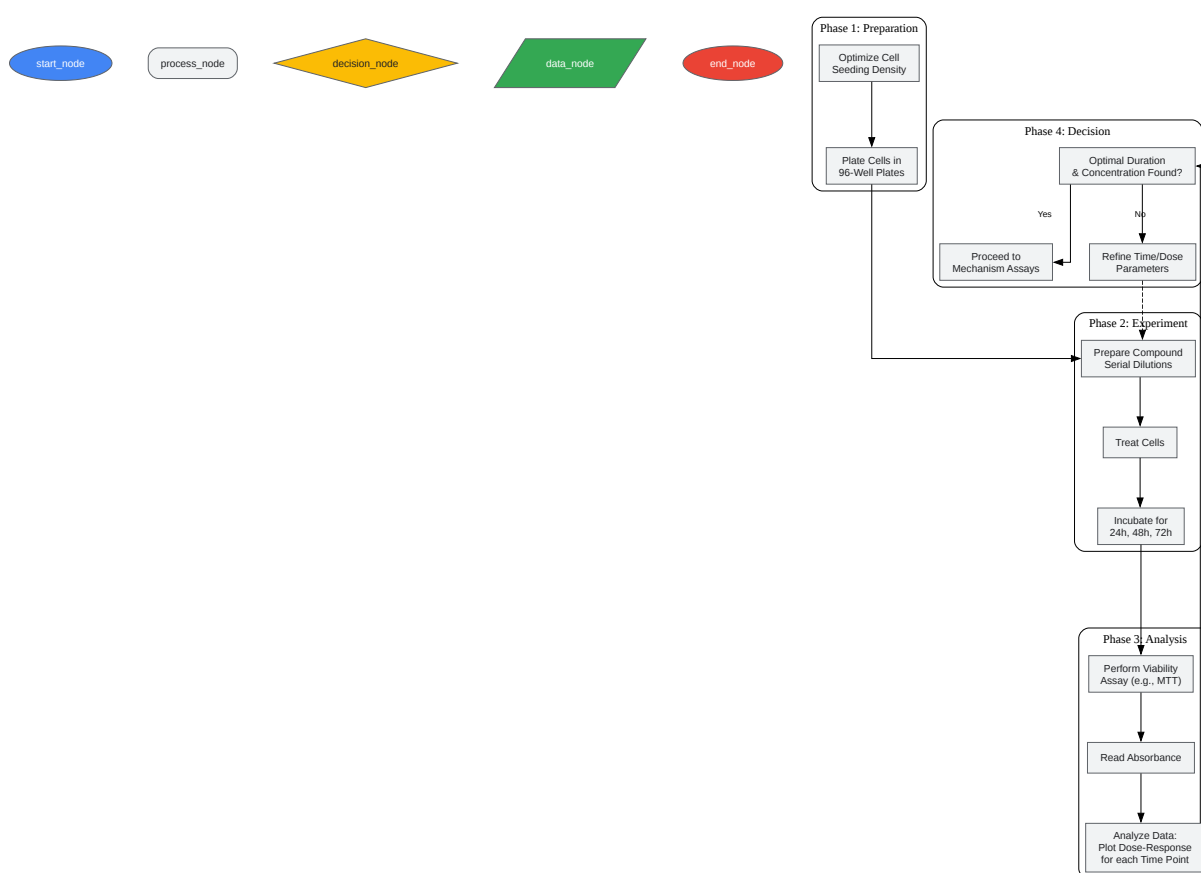 start_node
process_node
decision_node
data_node
end_node
Phase 1: Preparation
Optimize Cell
Seeding Density
Plate Cells in
96-Well Plates
Phase 4: Decision
Optimal Duration
& Concentration Found?
Yes
No
Proceed to
Mechanism Assays
Refine Time/Dose
Parameters
Phase 2: Experiment
Prepare Compound
Serial Dilutions
Treat Cells
Incubate for
24h, 48h, 72h
Phase 3: Analysis
Perform Viability
Assay (e.g., MTT)
Read Absorbance
Analyze Data:
Plot Dose-Response
for each Time Point